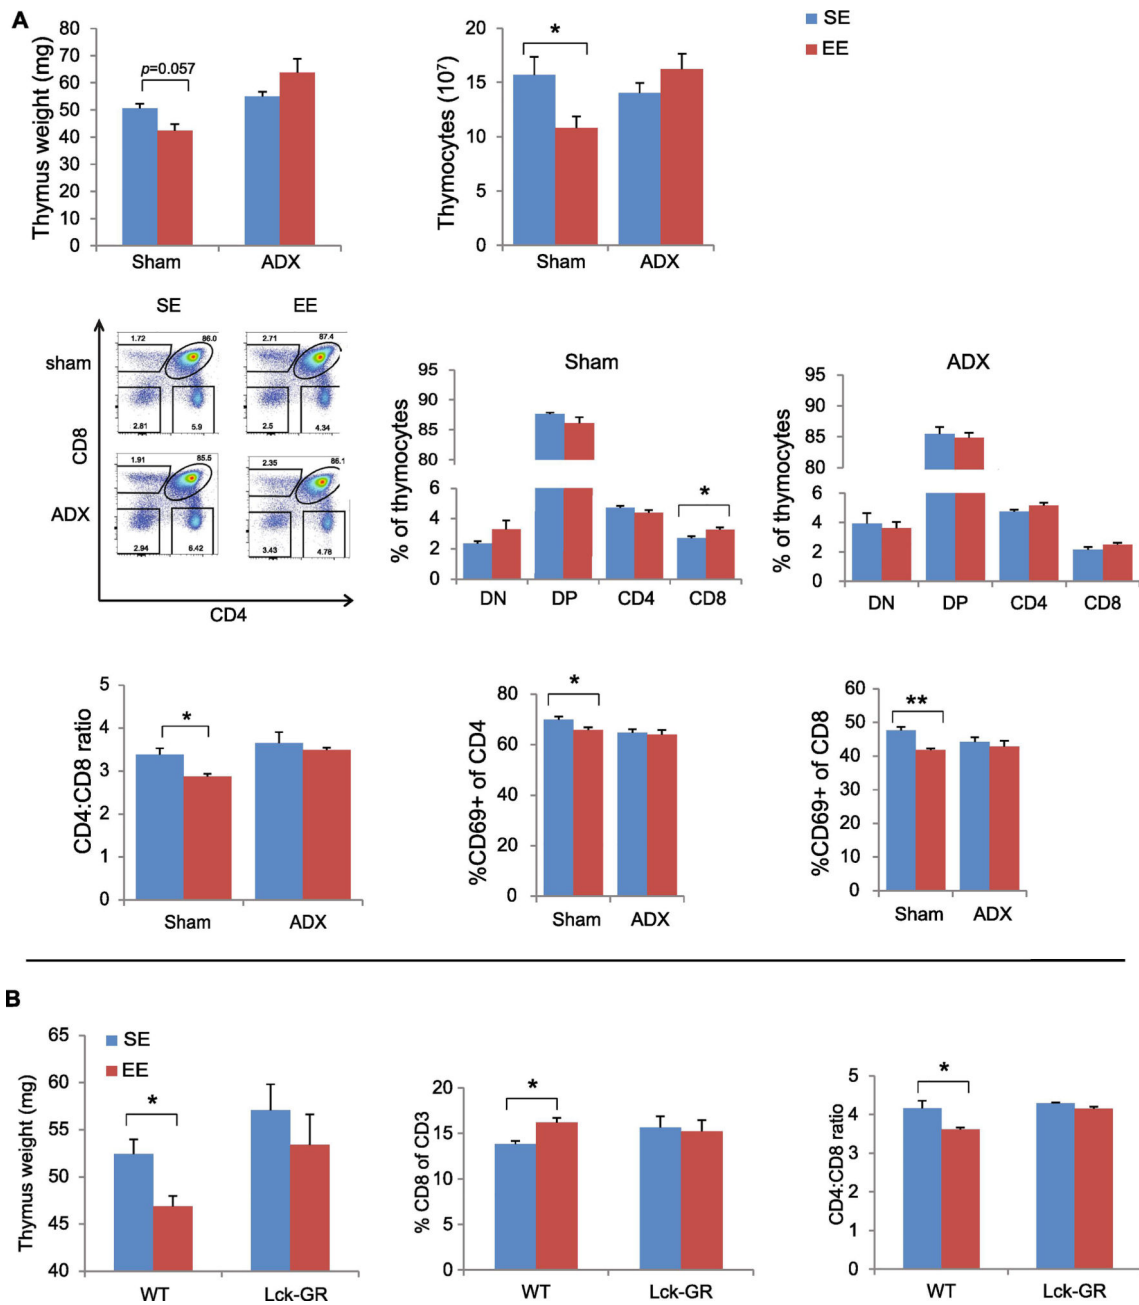 A
SE
EE
Thymus weight (mg)
80
70
60
50
40
30
20
10
0
p=0.057
Sham
ADX
Thymocytes (10⁷)
20
15
10
5
0
*
Sham
ADX
SE
EE
sham
ADX
CD8
CD4
1.72
86.0
2.81
5.9
2.71
87.4
2.5
4.34
1.91
85.5
2.94
6.42
2.35
86.1
3.43
4.78
Sham
% of thymocytes
95
90
85
80
6
4
2
0
*
DN
DP
CD4
CD8
ADX
% of thymocytes
95
90
85
80
6
4
2
0
DN
DP
CD4
CD8
CD4:CD8 ratio
5
4
3
2
1
0
*
Sham
ADX
%CD69+ of CD4
80
60
40
20
0
*
Sham
ADX
%CD69+ of CD8
60
50
40
30
20
10
0
**
Sham
ADX
B
SE
EE
Thymus weight (mg)
65
60
55
50
45
40
*
WT
Lck-GR
% CD8 of CD3
20
15
10
5
0
*
WT
Lck-GR
CD4:CD8 ratio
5
4
3
2
1
0
*
WT
Lck-GR